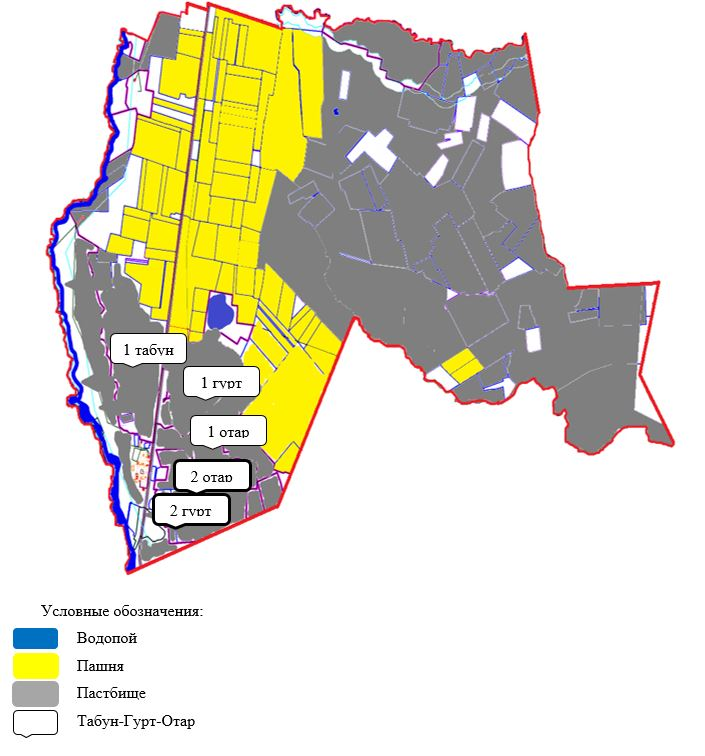 1 табун
1 гурт
1 отар
2 отар
2 гурт
Условные обозначения:
Водопой
Пашня
Пастбище
Табун-Гурт-Отар